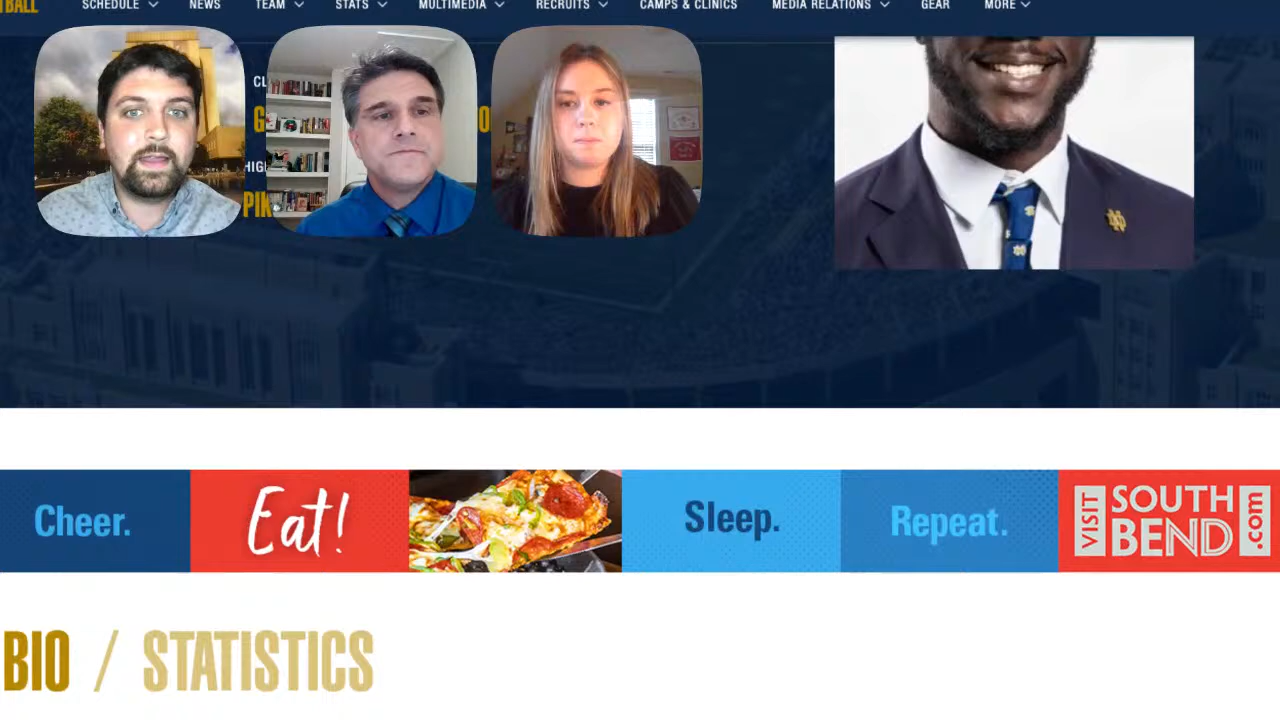 SCHEDULE NEWS TEAM STATS MULTIMEDIA RECRUITS CAMPS & CLINICS MEDIA RELATIONS GEAR MORE
Cheer.
Eat!
Sleep.
Repeat.
VISIT
SOUTH
BEND
.com
BIO / STATISTICS